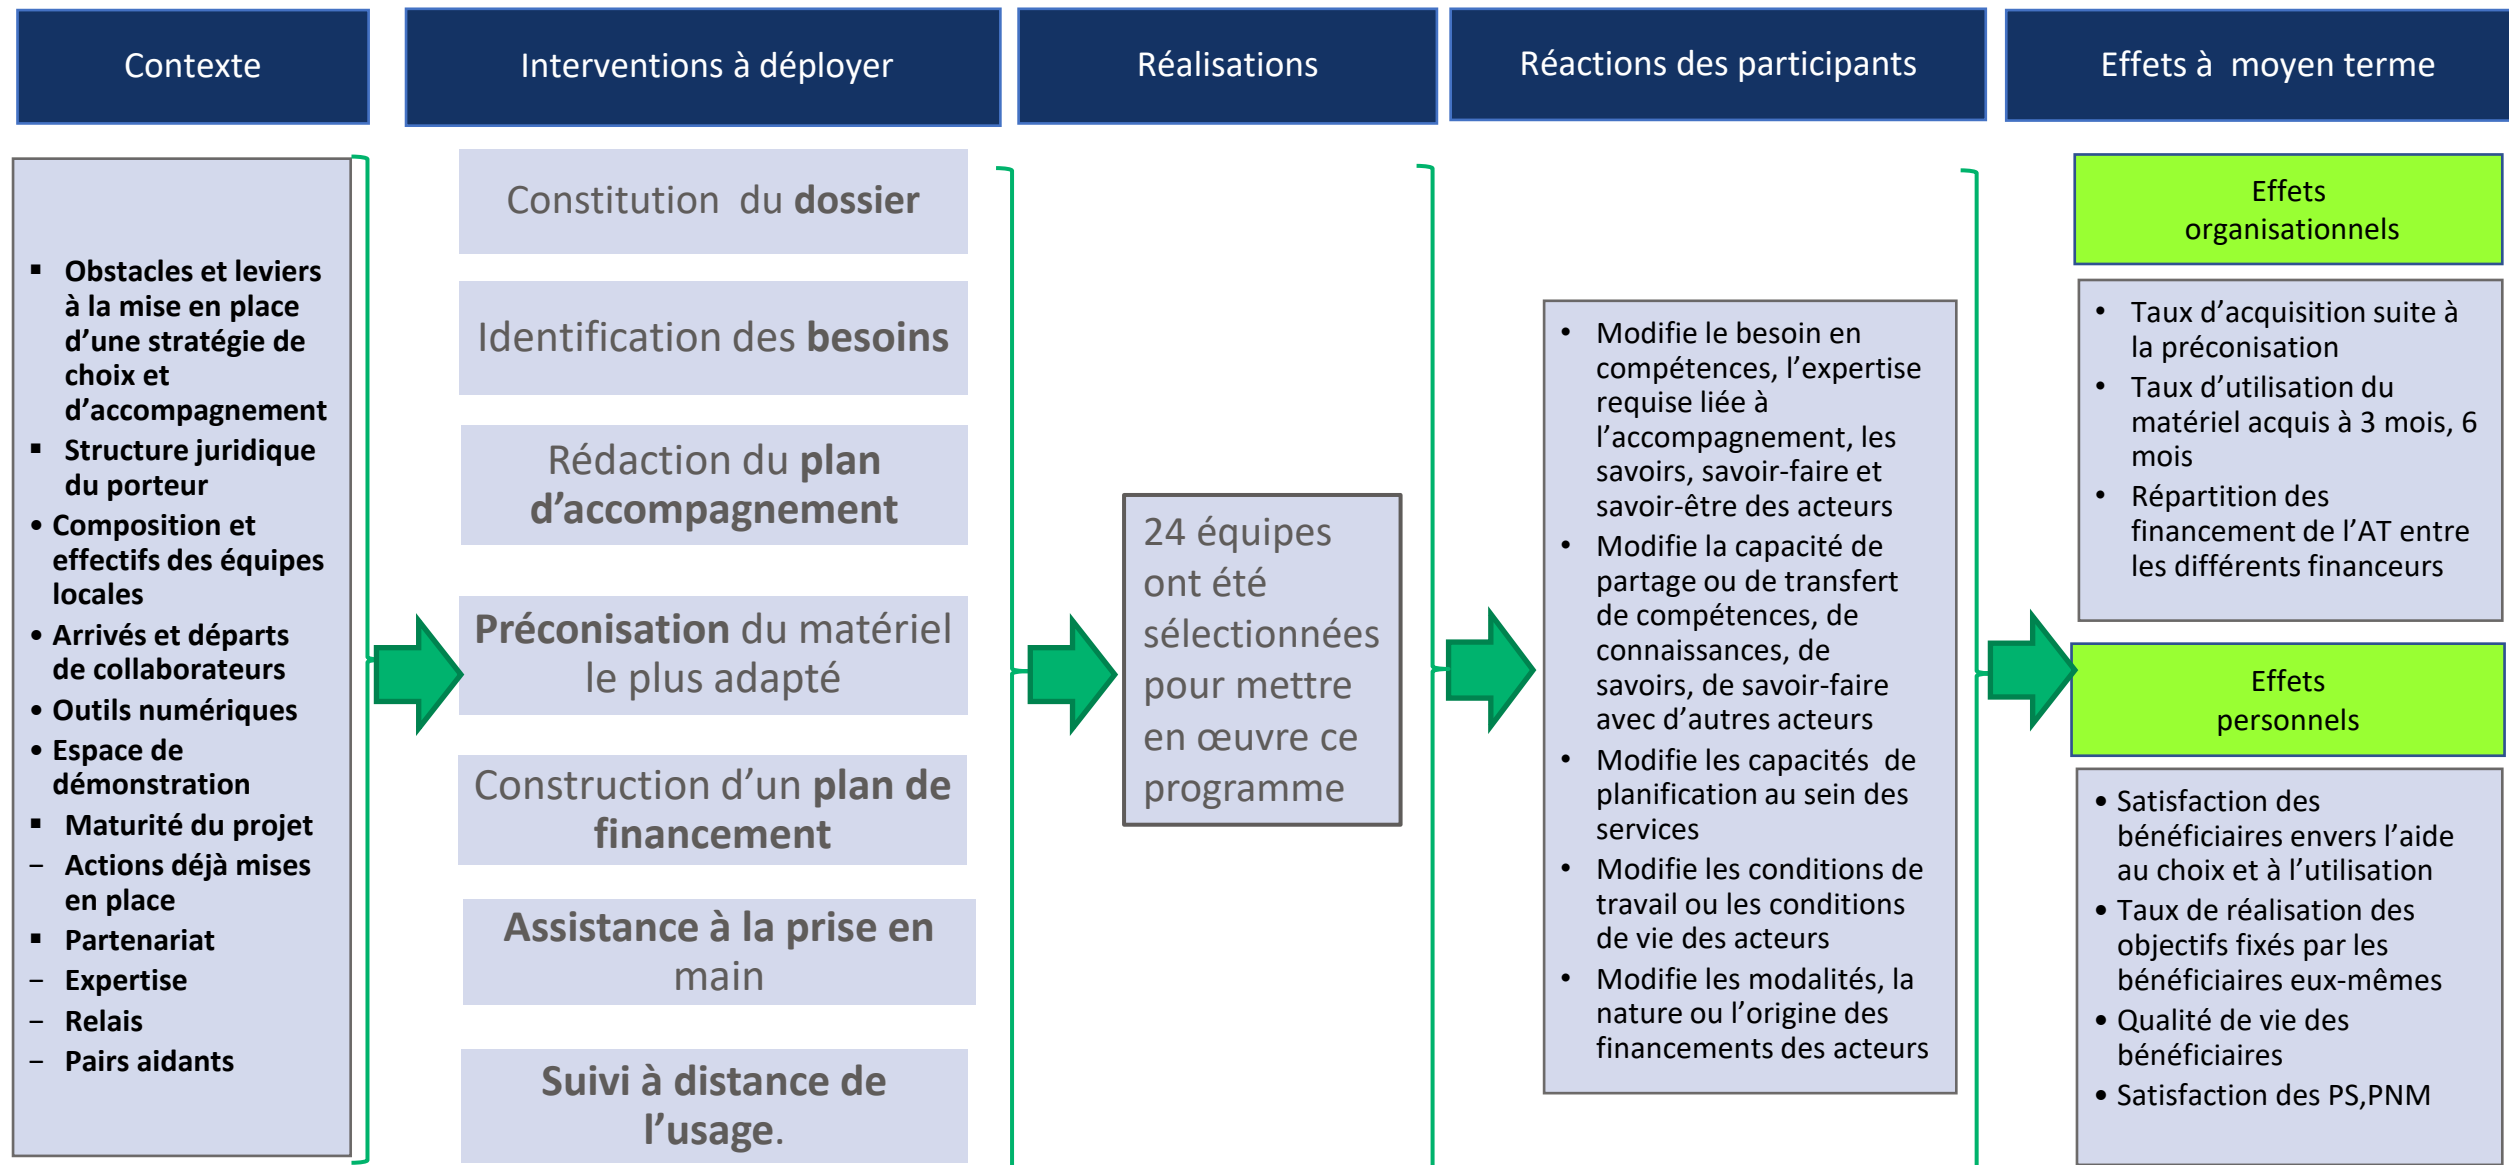 Contexte
Interventions à déployer
Réalisations
Réactions des participants
Effets à  moyen terme
▪ Obstacles et leviers
à la mise en place
d’une stratégie de
choix et
d’accompagnement
▪ Structure juridique
du porteur
• Composition et
effectifs des équipes
locales
• Arrivés et départs
de collaborateurs
• Outils numériques
• Espace de
démonstration
▪ Maturité du projet
– Actions déjà mises
en place
▪ Partenariat
– Expertise
– Relais
– Pairs aidants
Constitution  du dossier
Identification des besoins
Rédaction du plan
d’accompagnement
Préconisation du matériel
le plus adapté
Construction d’un plan de
financement
Assistance à la prise en
main
Suivi à distance de
l’usage.
24 équipes
ont été
sélectionnées
pour mettre
en œuvre ce
programme
• Modifie le besoin en
compétences, l’expertise
requise liée à
l’accompagnement, les
savoirs, savoir-faire et
savoir-être des acteurs
• Modifie la capacité de
partage ou de transfert
de compétences, de
connaissances, de
savoirs, de savoir-faire
avec d’autres acteurs
• Modifie les capacités  de
planification au sein des
services
• Modifie les conditions de
travail ou les conditions
de vie des acteurs
• Modifie les modalités, la
nature ou l’origine des
financements des acteurs
Effets
organisationnels
• Taux d’acquisition suite à
la préconisation
• Taux d’utilisation du
matériel acquis à 3 mois, 6
mois
• Répartition des
financement de l’AT entre
les différents financeurs
Effets
personnels
• Satisfaction des
bénéficiaires envers l’aide
au choix et à l’utilisation
• Taux de réalisation des
objectifs fixés par les
bénéficiaires eux-mêmes
• Qualité de vie des
bénéficiaires
• Satisfaction des PS,PNM